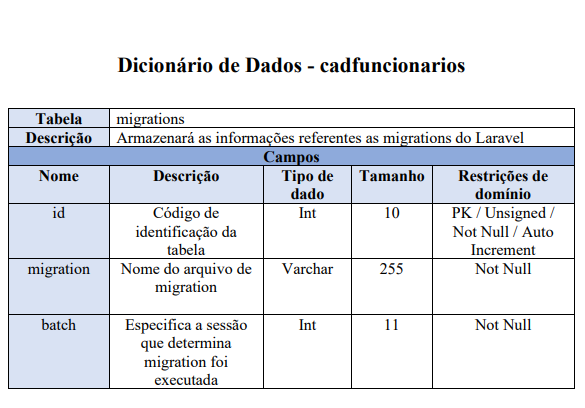 Dicionário de Dados - cadfuncionarios
Tabela migrations
Descrição Armazenará as informações referentes as migrations do Laravel
Campos
Nome Descrição Tipo de dado Tamanho Restrições de domínio
id Código de identificação da tabela Int 10 PK / Unsigned / Not Null / Auto Increment
migration Nome do arquivo de migration Varchar 255 Not Null
batch Especifica a sessão que determina migration foi executada Int 11 Not Null